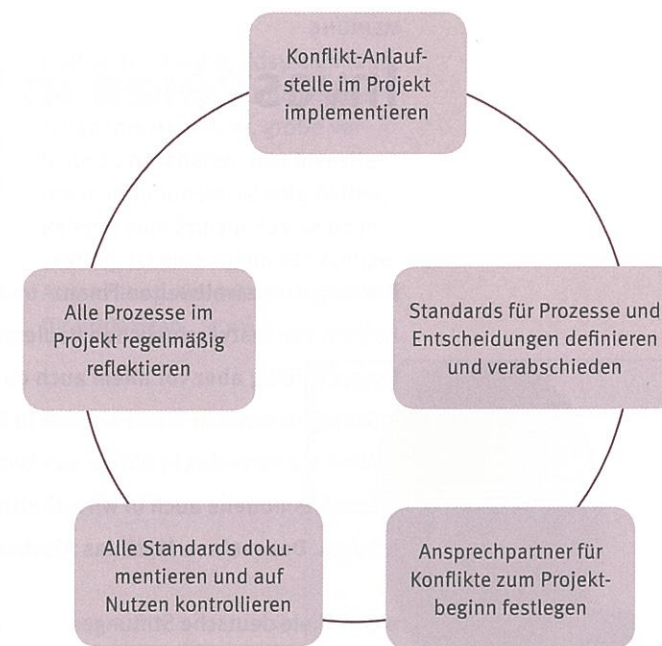 Konflikt-Anlauf-
stelle im Projekt
implementieren
Standards für Prozesse und
Entscheidungen definieren
und verabschieden
Ansprechpartner für
Konflikte zum Projekt-
beginn festlegen
Alle Standards doku-
mentieren und auf
Nutzen kontrollieren
Alle Prozesse im
Projekt regelmäßig
reflektieren